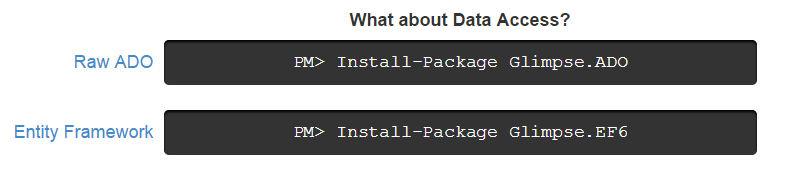 What about Data Access?
Raw ADO PM> Install-Package Glimpse.ADO
Entity Framework PM> Install-Package Glimpse.EF6